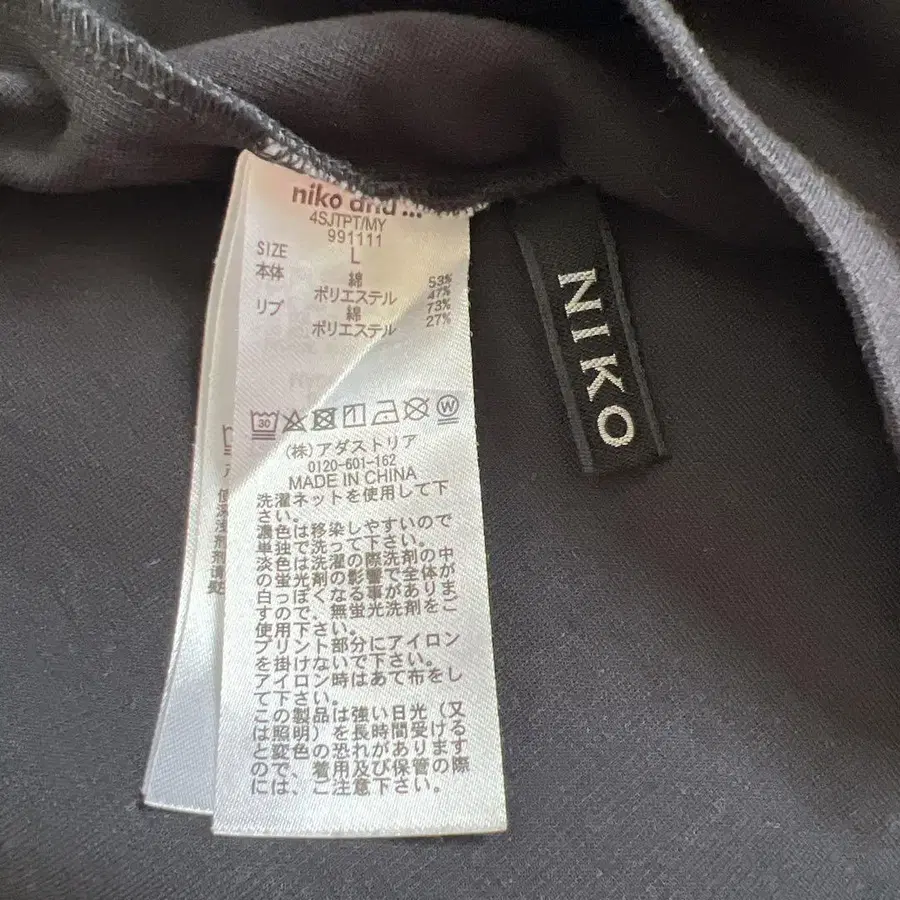 niko and ...
4SJTPT/MY
991111
SIZE L
本体 綿 53%
ポリエステル 47%
リブ 綿 73%
ポリエステル 27%
30 W
(株)アダストリア
0120-601-162
MADE IN CHINA
洗濯ネットを使用して下
さい。
濃色は移染しやすいので
単独で洗って下さい。
淡色は洗濯の際洗剤の中
の蛍光剤の影響で全体が
白っぽくなる事がありま
すので、無蛍光洗剤をご
使用下さい。
プリント部分にアイロン
を掛けないで下さい。
アイロン時はあて布をし
て下さい。
この製品は強い日光(又
は照明)を長時間受ける
と変色の恐れがあります
ので、着用及び保管の際
には、ご注意下さい。
NIKO